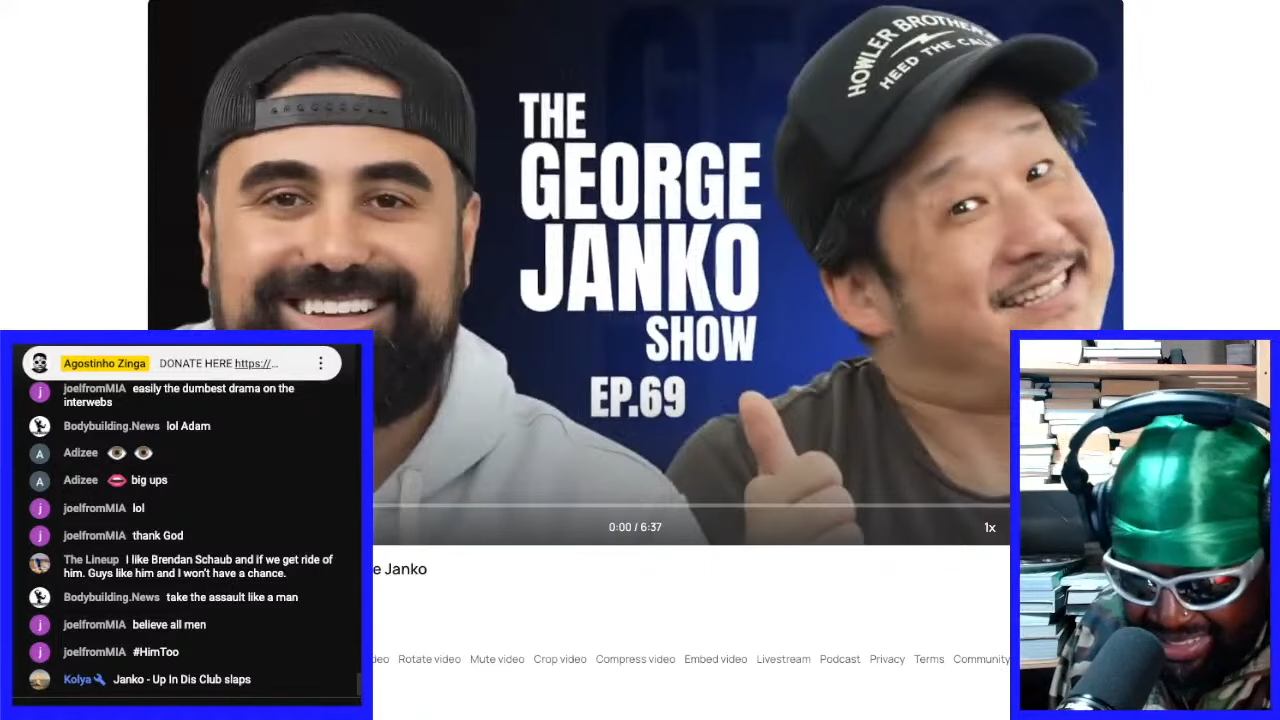 HOWLER BROTHERS
HEED THE CALL
THE
GEORGE
JANKO
SHOW
EP.69
0:00 / 6:37
1x
e Janko
deo Rotate video Mute video Crop video Compress video Embed video Livestream Podcast Privacy Terms Community
Agostinho Zinga DONATE HERE https://...
joelfromMIA easily the dumbest drama on the
interwebs
Bodybuilding.News lol Adam
Adizee 👁️ 👁️
Adizee 👄 big ups
joelfromMIA lol
joelfromMIA thank God
The Lineup I like Brendan Schaub and if we get ride of
him. Guys like him and I won't have a chance.
Bodybuilding.News take the assault like a man
joelfromMIA believe all men
joelfromMIA #HimToo
Kolya Janko - Up In Dis Club slaps